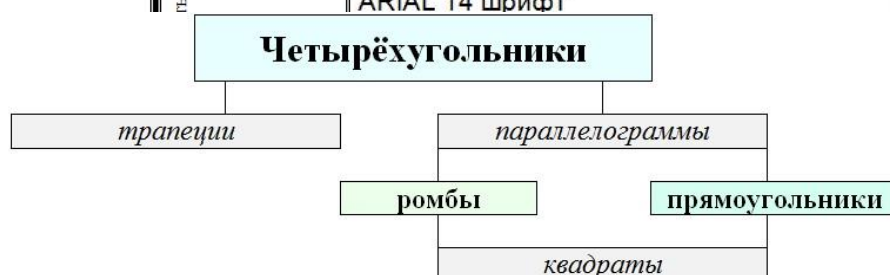 ARIAL 14 шрифт
Четырёхугольники
трапеции
параллелограммы
ромбы
прямоугольники
квадраты